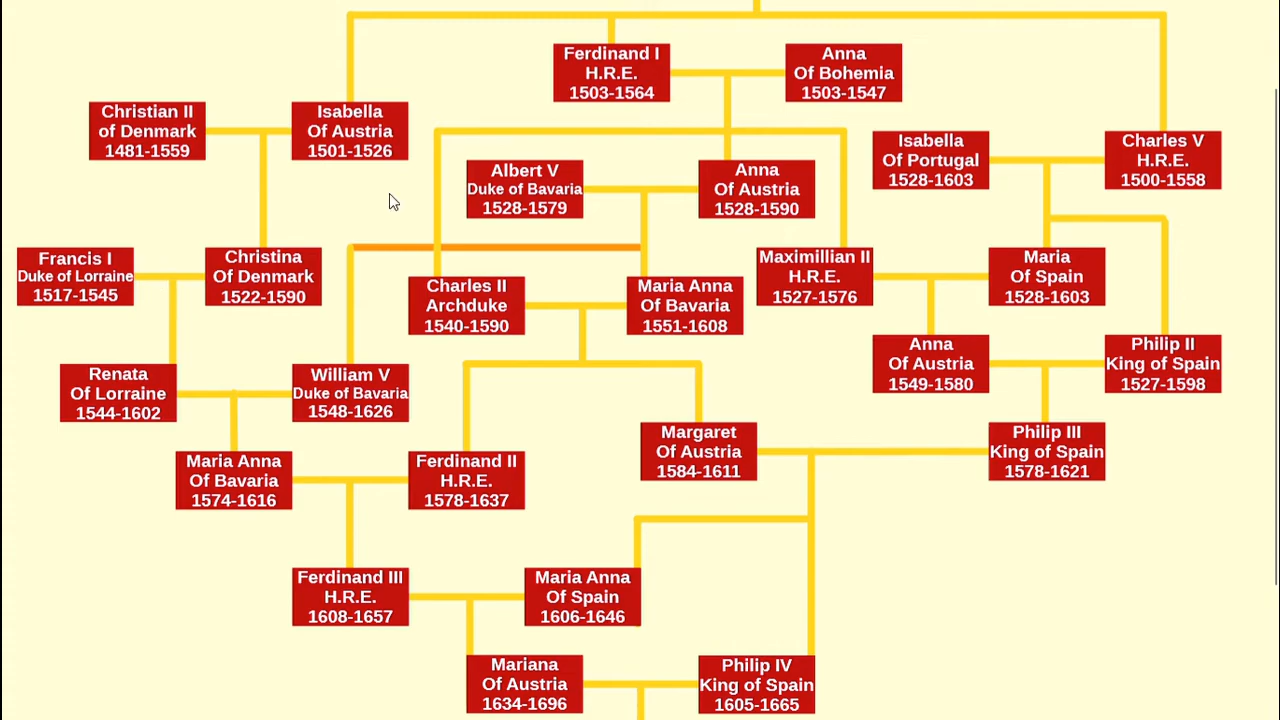 Ferdinand I
H.R.E.
1503-1564
Anna
Of Bohemia
1503-1547
Christian II
of Denmark
1481-1559
Isabella
Of Austria
1501-1526
Isabella
Of Portugal
1528-1603
Charles V
H.R.E.
1500-1558
Albert V
Duke of Bavaria
1528-1579
Anna
Of Austria
1528-1590
Francis I
Duke of Lorraine
1517-1545
Christina
Of Denmark
1522-1590
Charles II
Archduke
1540-1590
Maria Anna
Of Bavaria
1551-1608
Maximillian II
H.R.E.
1527-1576
Maria
Of Spain
1528-1603
Anna
Of Austria
1549-1580
Philip II
King of Spain
1527-1598
Renata
Of Lorraine
1544-1602
William V
Duke of Bavaria
1548-1626
Margaret
Of Austria
1584-1611
Philip III
King of Spain
1578-1621
Maria Anna
Of Bavaria
1574-1616
Ferdinand II
H.R.E.
1578-1637
Ferdinand III
H.R.E.
1608-1657
Maria Anna
Of Spain
1606-1646
Mariana
Of Austria
1634-1696
Philip IV
King of Spain
1605-1665